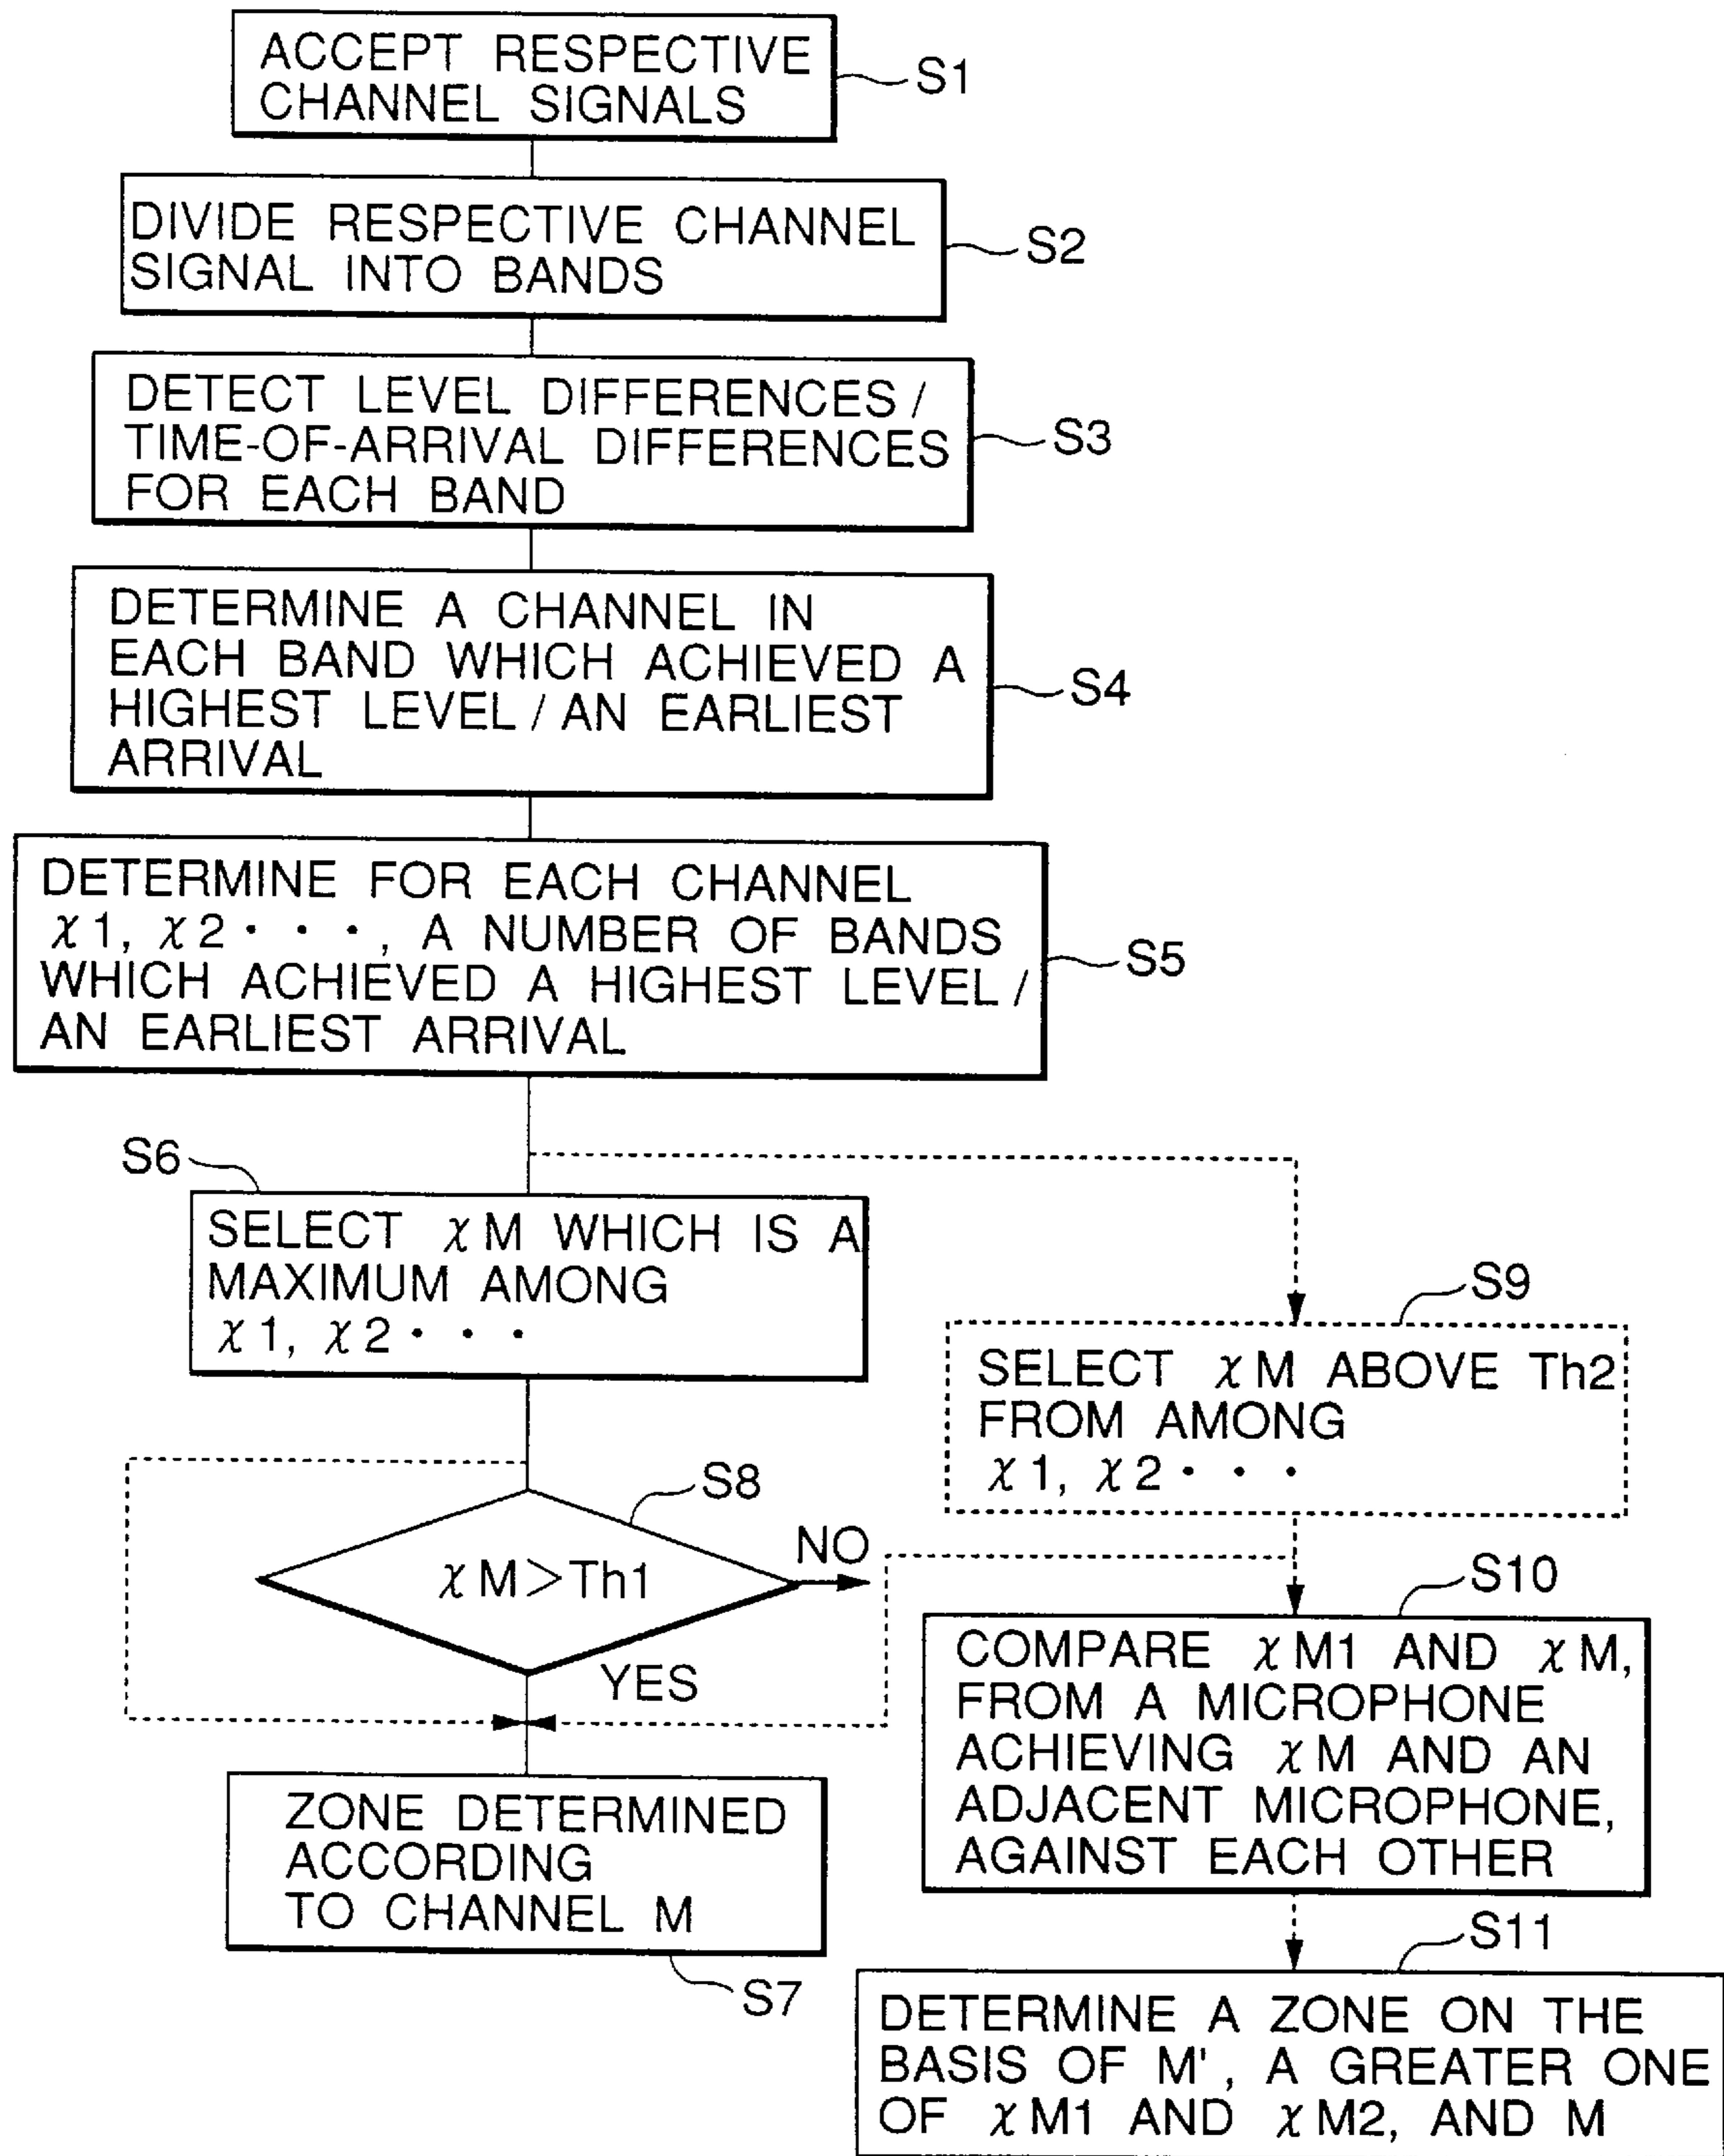 ACCEPT RESPECTIVE
CHANNEL SIGNALS
S1
DIVIDE RESPECTIVE CHANNEL
SIGNAL INTO BANDS
S2
DETECT LEVEL DIFFERENCES /
TIME-OF-ARRIVAL DIFFERENCES
FOR EACH BAND
S3
DETERMINE A CHANNEL IN
EACH BAND WHICH ACHIEVED A
HIGHEST LEVEL / AN EARLIEST
ARRIVAL
S4
DETERMINE FOR EACH CHANNEL
χ1, χ2 · · ·, A NUMBER OF BANDS
WHICH ACHIEVED A HIGHEST LEVEL /
AN EARLIEST ARRIVAL
S5
S6
SELECT χM WHICH IS A
MAXIMUM AMONG
χ1, χ2 · · ·
S9
SELECT χM ABOVE Th2
FROM AMONG
χ1, χ2 · · ·
S8
χM>Th1
NO
YES
S10
COMPARE χM1 AND χM,
FROM A MICROPHONE
ACHIEVING χM AND AN
ADJACENT MICROPHONE,
AGAINST EACH OTHER
ZONE DETERMINED
ACCORDING
TO CHANNEL M
S7
S11
DETERMINE A ZONE ON THE
BASIS OF M', A GREATER ONE
OF χM1 AND χM2, AND M